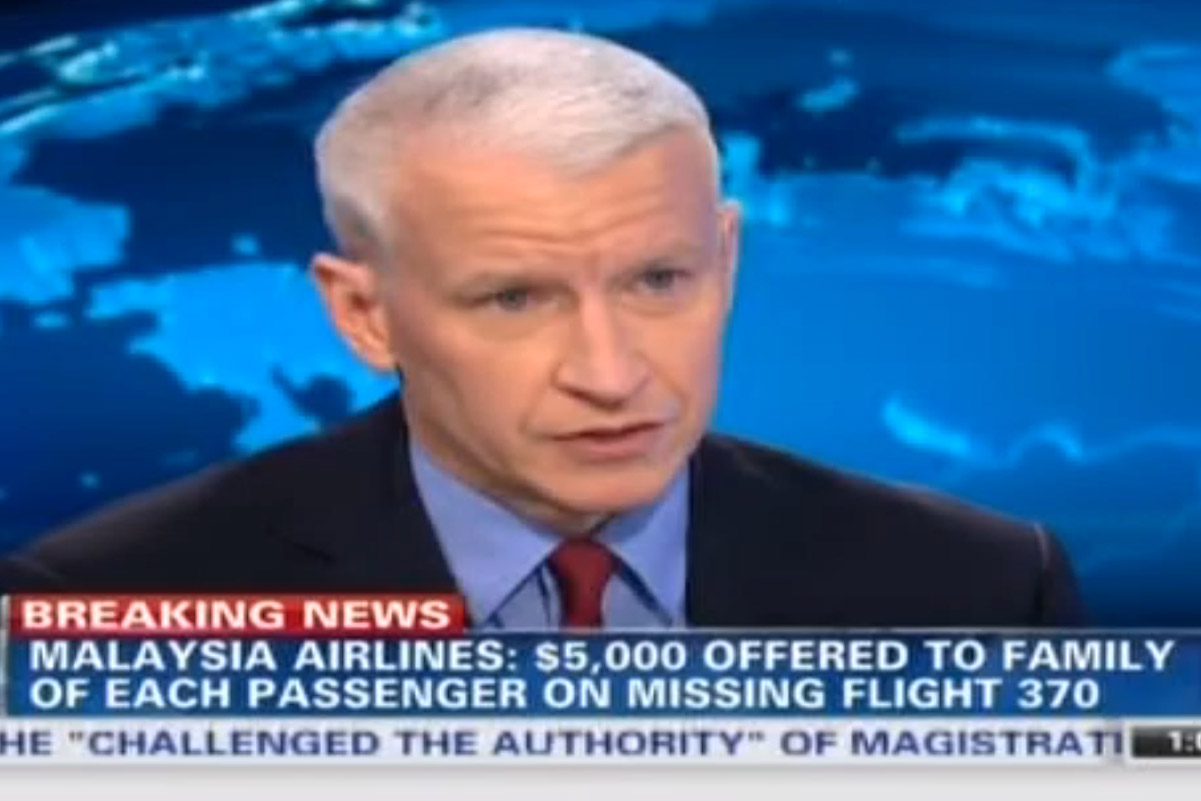 BREAKING NEWS
MALAYSIA AIRLINES: $5,000 OFFERED TO FAMILY
OF EACH PASSENGER ON MISSING FLIGHT 370
"CHALLENGED THE AUTHORITY" OF